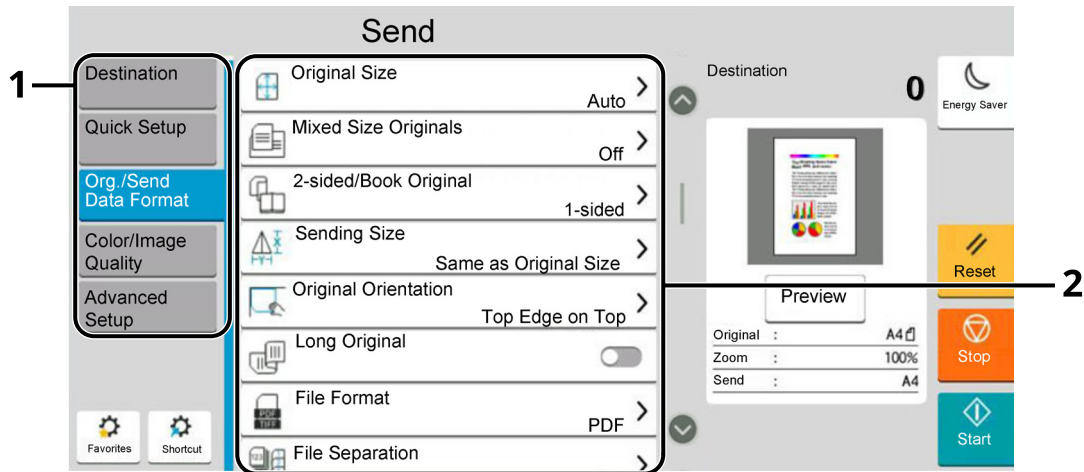 Send
1
Destination
Quick Setup
Org./Send
Data Format
Color/Image
Quality
Advanced
Setup
Favorites
Shortcut
Original Size
Auto
Mixed Size Originals
Off
2-sided/Book Original
1-sided
Sending Size
Same as Original Size
Original Orientation
Top Edge on Top
Long Original
File Format
PDF
TIFF
PDF
123
File Separation
Destination
0
Preview
Original : A4
Zoom : 100%
Send : A4
Energy Saver
Reset
2
Stop
Start